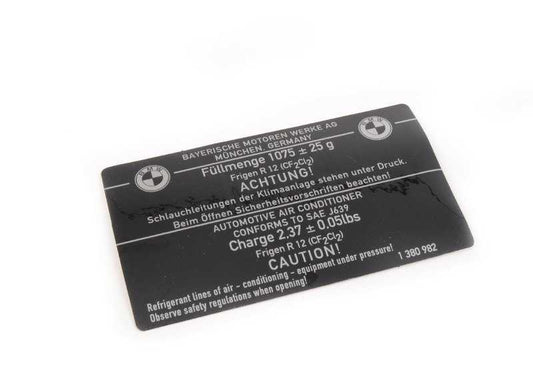 BAYERISCHE MOTOREN WERKE AG
MÜNCHEN, GERMANY
Füllmenge 1075 ± 25 g
Frigen R 12 (CF₂Cl₂)
ACHTUNG!
Schlauchleitungen der Klimaanlage stehen unter Druck.
Beim Öffnen Sicherheitsvorschriften beachten!
AUTOMOTIVE AIR CONDITIONER
CONFORMS TO SAE J639
Charge 2.37 ± 0.05lbs
Frigen R 12 (CF₂Cl₂)
CAUTION!
Refrigerant lines of air - conditioning - equipment under pressure!
Observe safety regulations when opening!
1 380 982